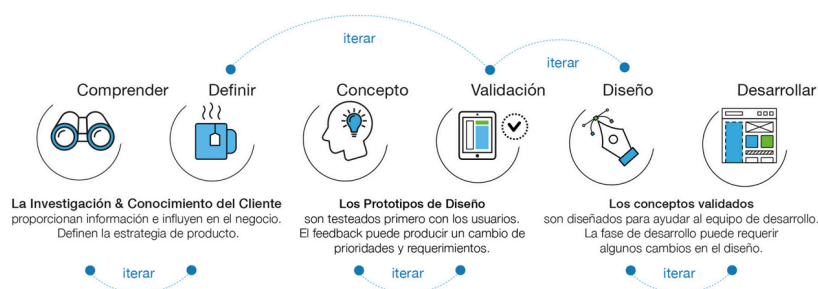 iterar
iterar
Comprender
Definir
Concepto
Validación
Diseño
Desarrollar
La Investigación & Conocimiento del Cliente
proporcionan información e influyen en el negocio.
Definen la estrategia de producto.
Los Prototipos de Diseño
son testeados primero con los usuarios.
El feedback puede producir un cambio de
prioridades y requerimientos.
Los conceptos validados
son diseñados para ayudar al equipo de desarrollo.
La fase de desarrollo puede requerir
algunos cambios en el diseño.
iterar
iterar
iterar